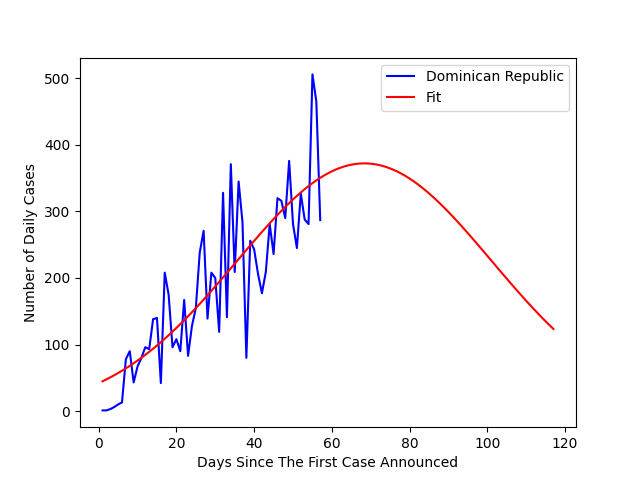 Dominican Republic
Fit
500
400
300
200
100
0
Number of Daily Cases
0 20 40 60 80 100 120
Days Since The First Case Announced